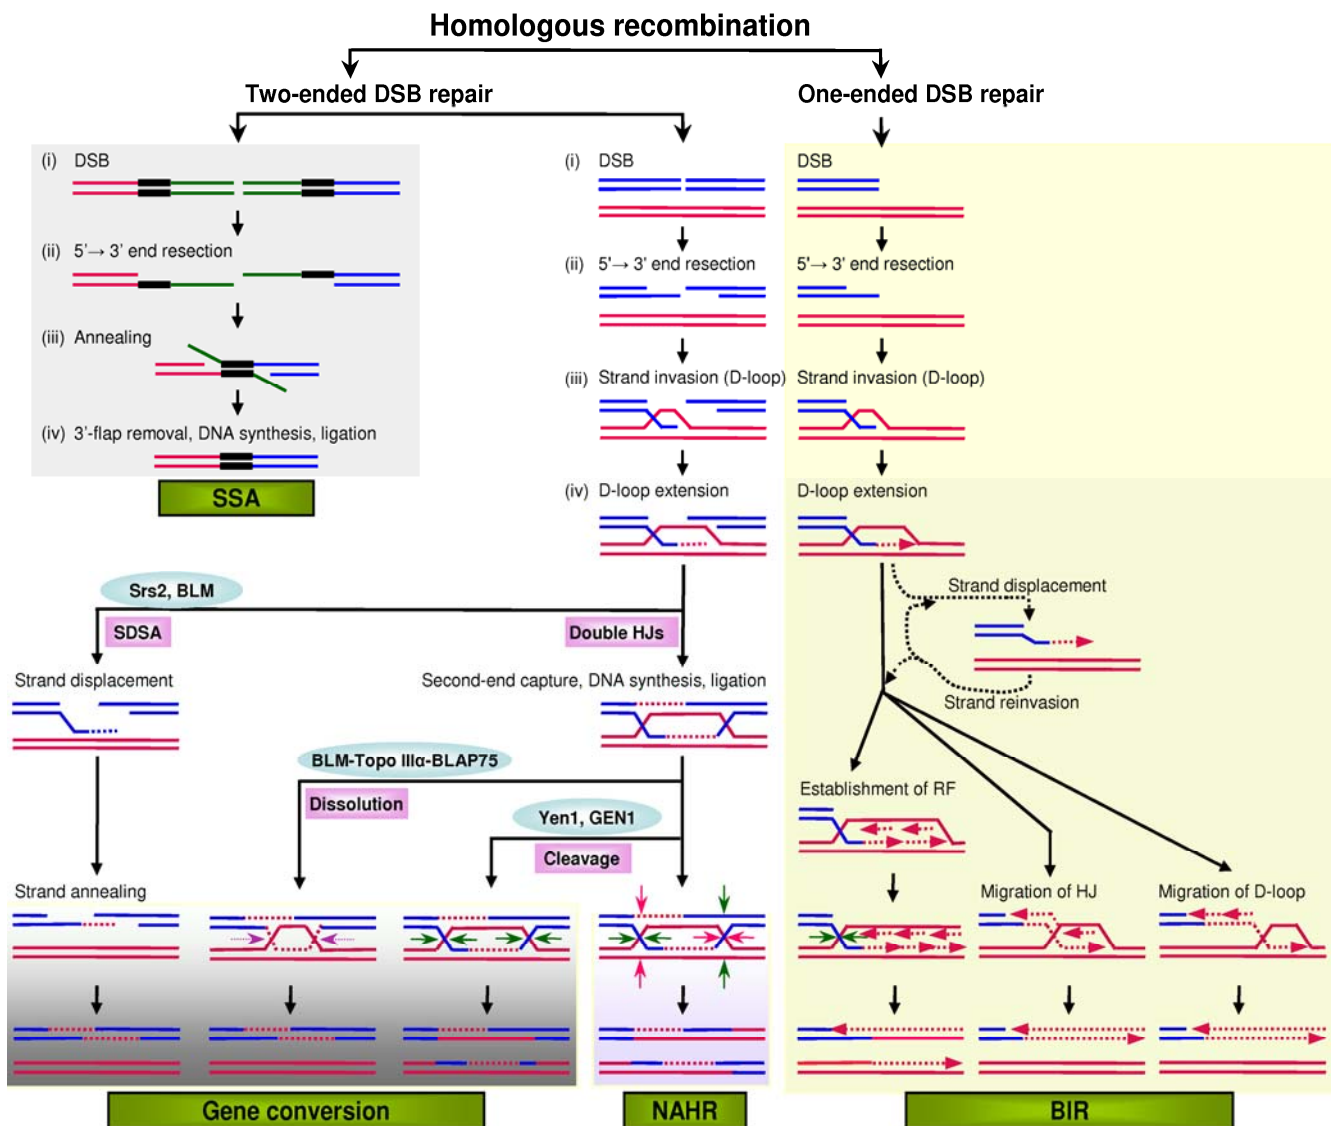 Homologous recombination
Two-ended DSB repair
One-ended DSB repair
(i) DSB
(ii) 5'→ 3' end resection
(iii) Annealing
(iv) 3'-flap removal, DNA synthesis, ligation
SSA
(i) DSB
(ii) 5'→ 3' end resection
(iii) Strand invasion (D-loop)
(iv) D-loop extension
DSB
5'→ 3' end resection
Strand invasion (D-loop)
D-loop extension
Srs2, BLM
SDSA
Double HJs
Strand displacement
Second-end capture, DNA synthesis, ligation
BLM-Topo IIIα-BLAP75
Dissolution
Yen1, GEN1
Cleavage
Strand annealing
Strand displacement
Strand reinvasion
Establishment of RF
Migration of HJ
Migration of D-loop
Gene conversion
NAHR
BIR